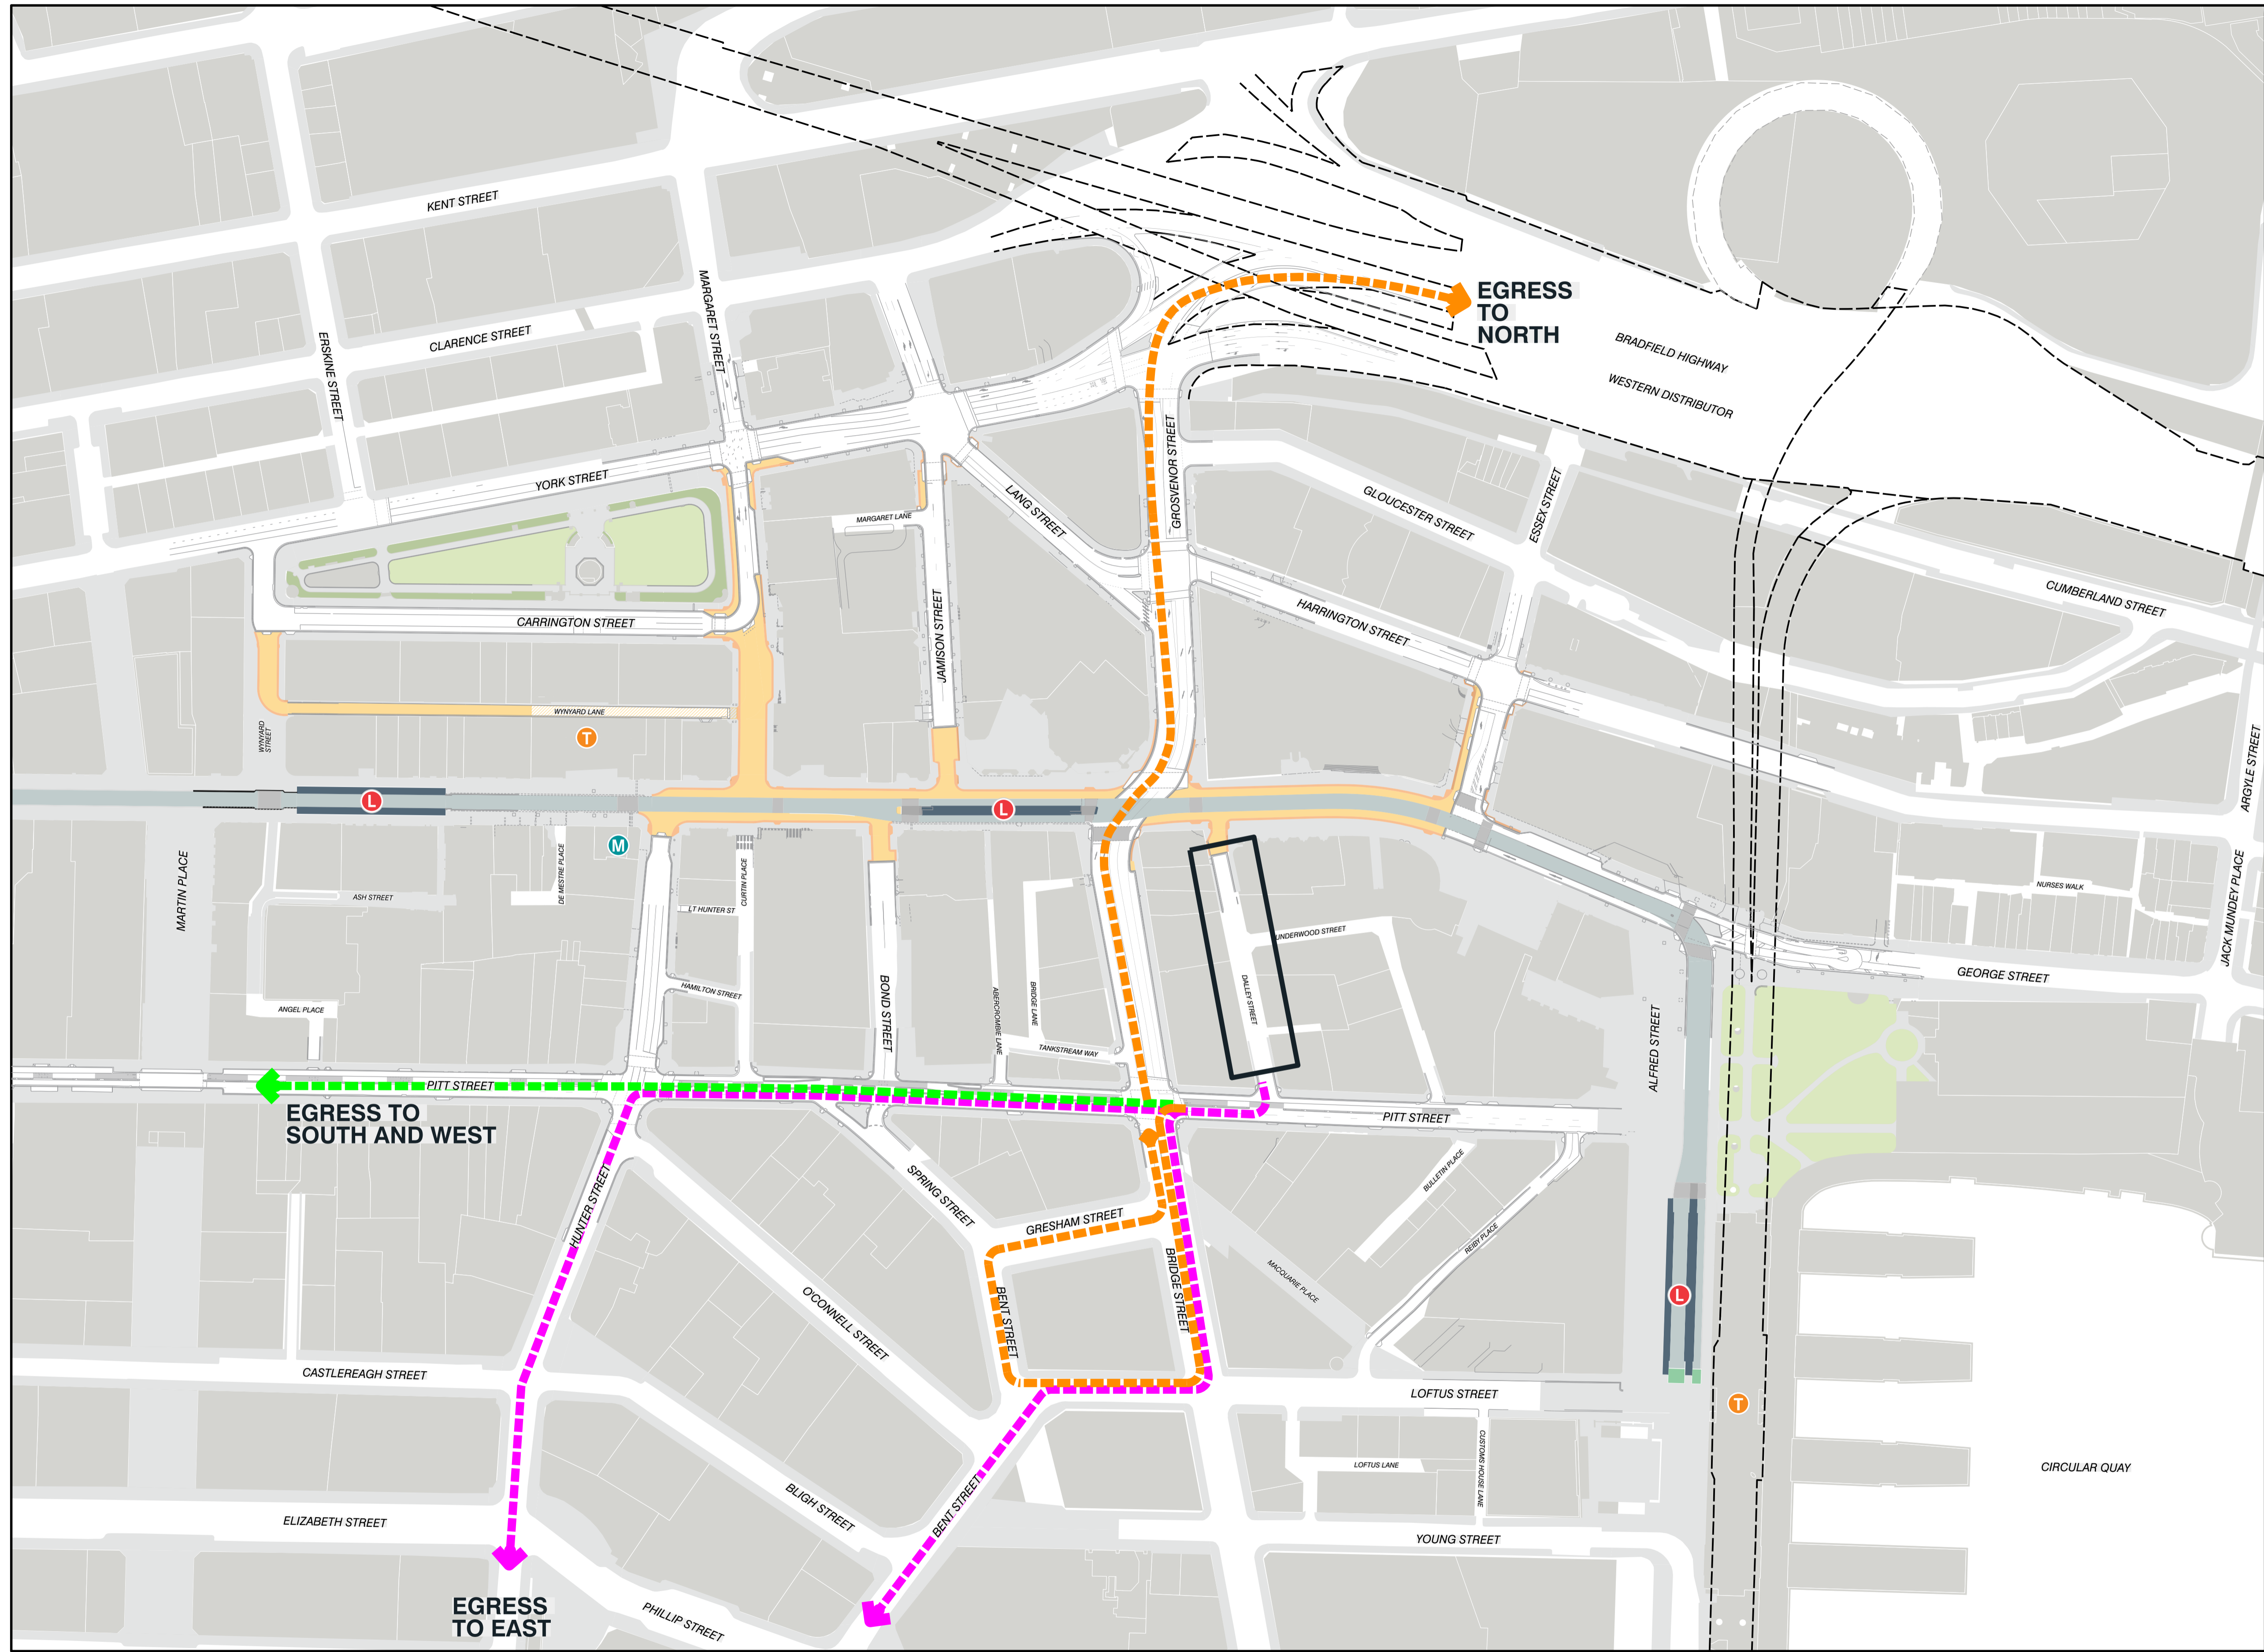 KENT STREET
CLARENCE STREET
ERSKINE STREET
MARGARET STREET
EGRESS
TO
NORTH
BRADFIELD HIGHWAY
WESTERN DISTRIBUTOR
YORK STREET
MARGARET LANE
LANG STREET
GROSVENOR STREET
GLOUCESTER STREET
ESSEX STREET
CUMBERLAND STREET
CARRINGTON STREET
JAMISON STREET
HARRINGTON STREET
WYNYARD
STREET
WYNYARD LANE
T
ARGYLE STREET
L
L
M
MARTIN PLACE
ASH STREET
DE MESTRE PLACE
CURTIN PLACE
LT HUNTER ST
HAMILTON STREET
ANGEL PLACE
BOND STREET
ABERCROMBIE LANE
BRIDGE LANE
TANKSTREAM WAY
UNDERWOOD STREET
DALLEY STREET
NURSES WALK
JACK MUNDEY PLACE
GEORGE STREET
ALFRED STREET
PITT STREET
EGRESS TO
SOUTH AND WEST
PITT STREET
HUNTER STREET
SPRING STREET
GRESHAM STREET
BULLETIN PLACE
REIBY PLACE
MACQUARIE PLACE
BRIDGE STREET
BENT STREET
O'CONNELL STREET
L
CASTLEREAGH STREET
LOFTUS STREET
T
CUSTOMS HOUSE LANE
LOFTUS LANE
CIRCULAR QUAY
BLIGH STREET
BENT STREET
ELIZABETH STREET
YOUNG STREET
EGRESS
TO EAST
PHILLIP STREET